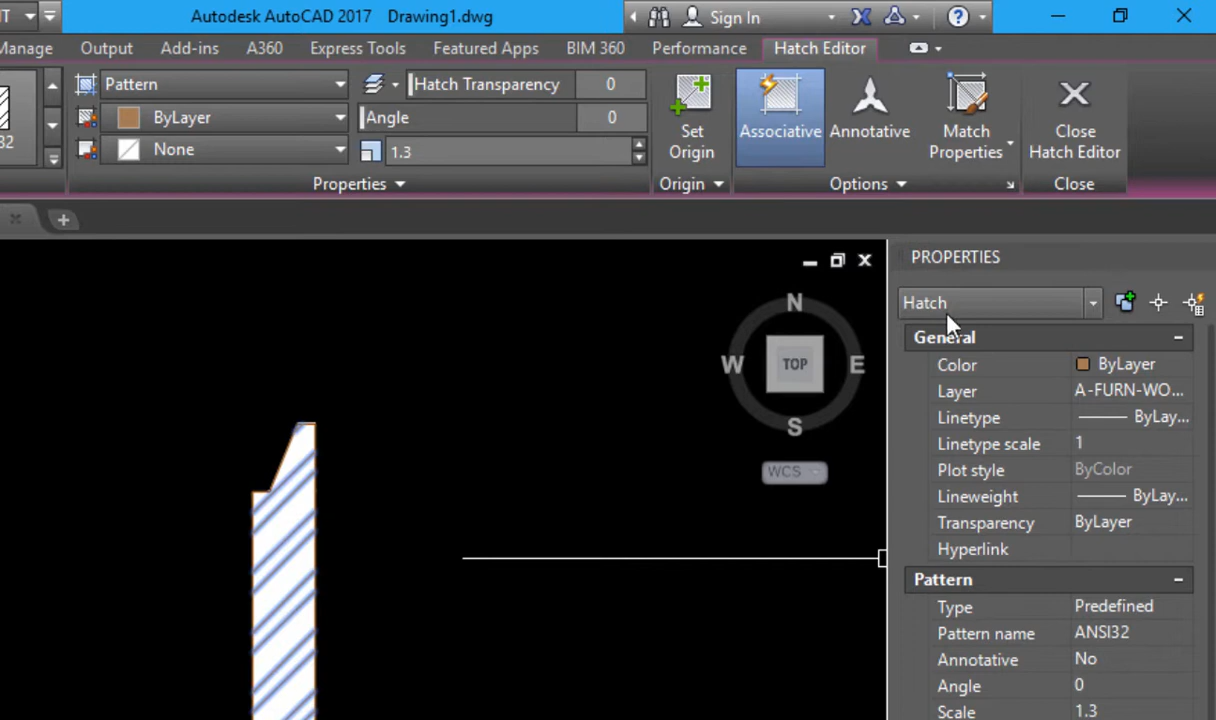 T
Autodesk AutoCAD 2017 Drawing1.dwg
Sign In
?
Manage Output Add-ins A360 Express Tools Featured Apps BIM 360 Performance Hatch Editor
Pattern
Hatch Transparency 0
ByLayer
Angle 0
32
None
1.3
Set
Origin
Associative
Annotative
Match
Properties
Close
Hatch Editor
Properties
Origin
Options
Close
PROPERTIES
Hatch
General
Color ByLayer
Layer A-FURN-WO...
Linetype ByLay...
Linetype scale 1
Plot style ByColor
Lineweight ByLay...
Transparency ByLayer
Hyperlink
Pattern
Type Predefined
Pattern name ANSI32
Annotative No
Angle 0
Scale 1.3
N
W TOP E
S
WCS